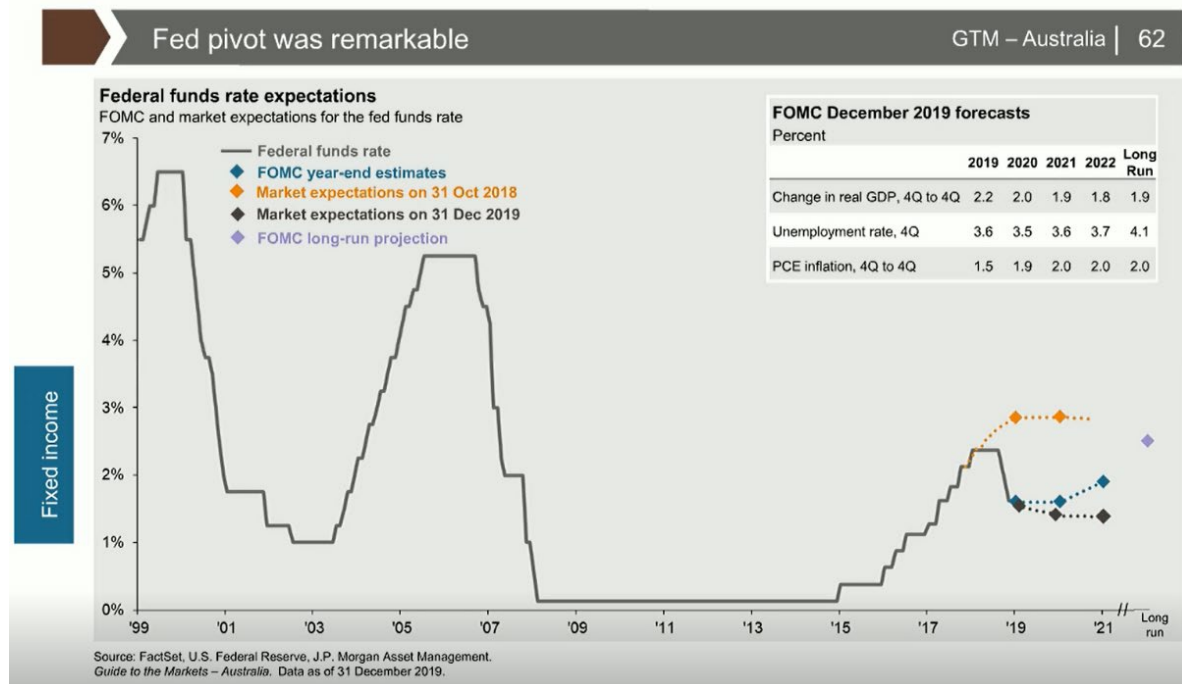 Fed pivot was remarkable
GTM – Australia | 62
Federal funds rate expectations
FOMC and market expectations for the fed funds rate
7%
6%
5%
4%
3%
2%
1%
0%
Federal funds rate
FOMC year-end estimates
Market expectations on 31 Oct 2018
Market expectations on 31 Dec 2019
FOMC long-run projection
FOMC December 2019 forecasts
Percent
2019 2020 2021 2022 Long Run
Change in real GDP, 4Q to 4Q 2.2 2.0 1.9 1.8 1.9
Unemployment rate, 4Q 3.6 3.5 3.6 3.7 4.1
PCE inflation, 4Q to 4Q 1.5 1.9 2.0 2.0 2.0
Fixed income
'99 '01 '03 '05 '07 '09 '11 '13 '15 '17 '19 '21 Long run
Source: FactSet, U.S. Federal Reserve, J.P. Morgan Asset Management.
Guide to the Markets – Australia. Data as of 31 December 2019.